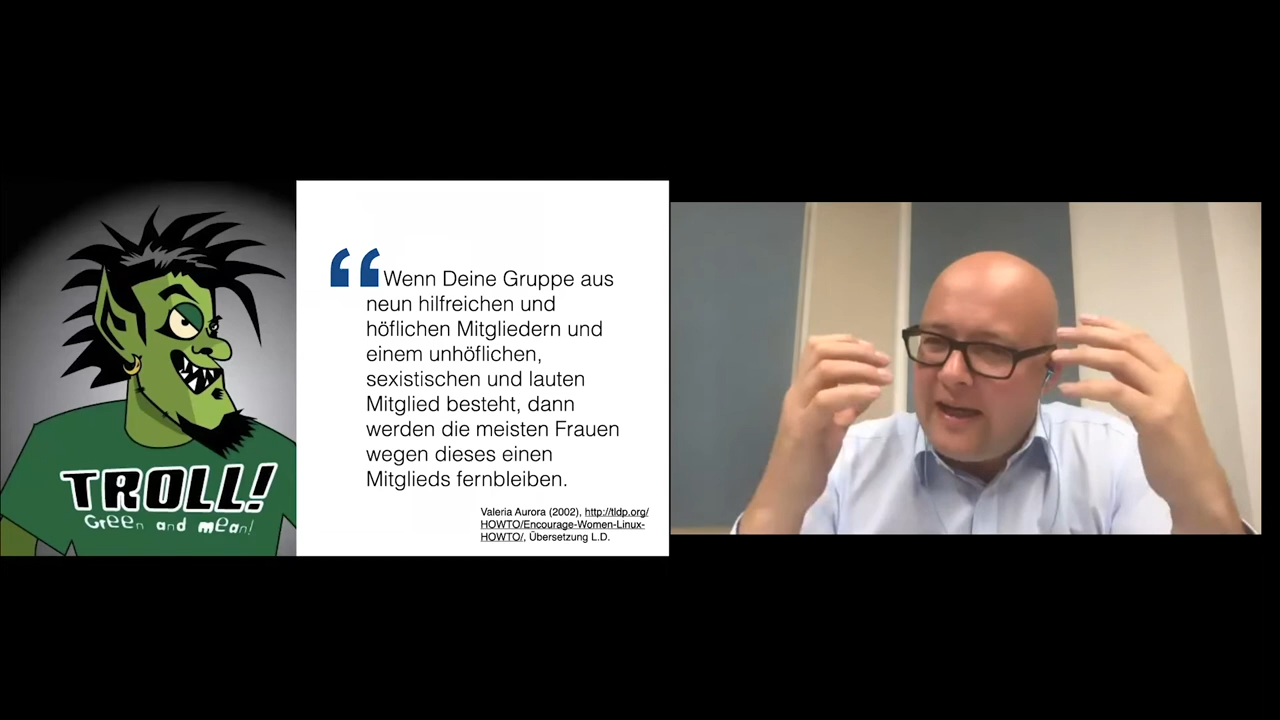 TROLL!
Green and mean!
“Wenn Deine Gruppe aus
neun hilfreichen und
höflichen Mitgliedern und
einem unhöflichen,
sexistischen und lauten
Mitglied besteht, dann
werden die meisten Frauen
wegen dieses einen
Mitglieds fernbleiben.
Valeria Aurora (2002), http://tldp.org/
HOWTO/Encourage-Women-Linux-
HOWTO/, Übersetzung L.D.